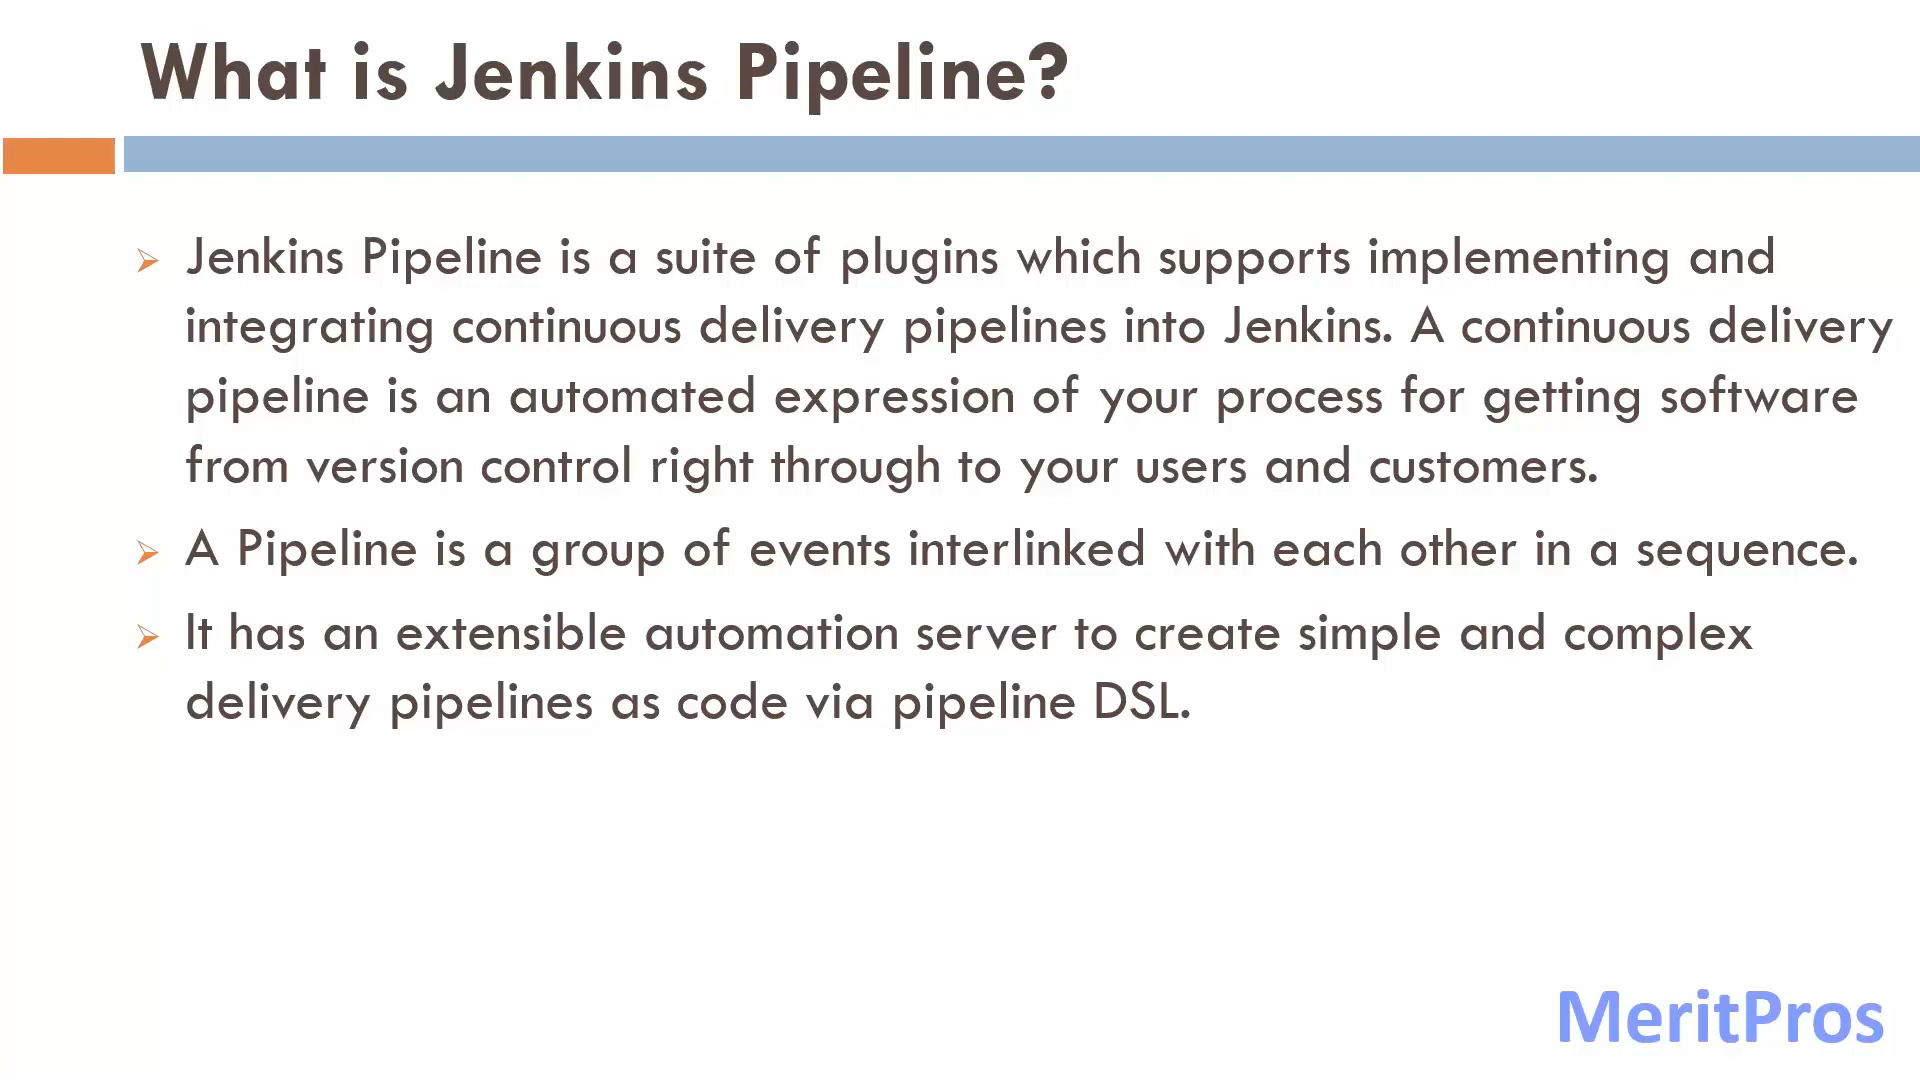 What is Jenkins Pipeline?
Jenkins Pipeline is a suite of plugins which supports implementing and
integrating continuous delivery pipelines into Jenkins. A continuous delivery
pipeline is an automated expression of your process for getting software
from version control right through to your users and customers.
A Pipeline is a group of events interlinked with each other in a sequence.
It has an extensible automation server to create simple and complex
delivery pipelines as code via pipeline DSL.
MeritPros